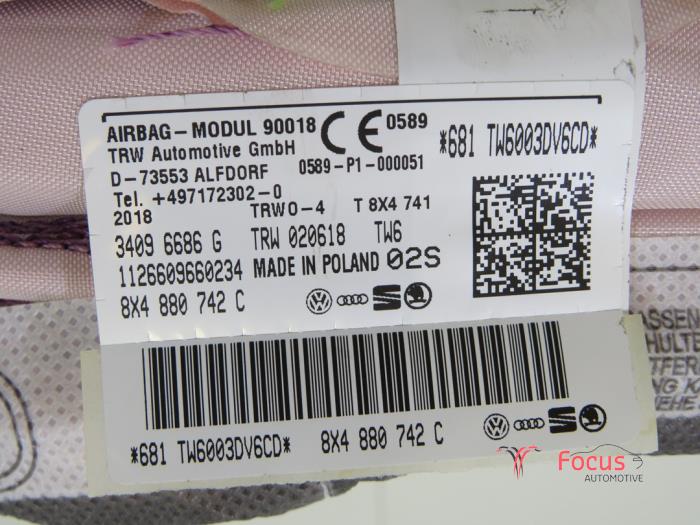 AIRBAG-MODUL 90018 CE 0589
TRW Automotive GmbH
D-73553 ALFDORF 0589-P1-000051
Tel. +497172302-0
2018 TRWO-4 T 8X4 741
3409 6686 G TRW 020618 TW6
1126609660234 MADE IN POLAND 02S
8X4 880 742 C
*681 TW6003DV6CD*
*681 TW6003DV6CD* 8X4 880 742 C
Focus
AUTOMOTIVE